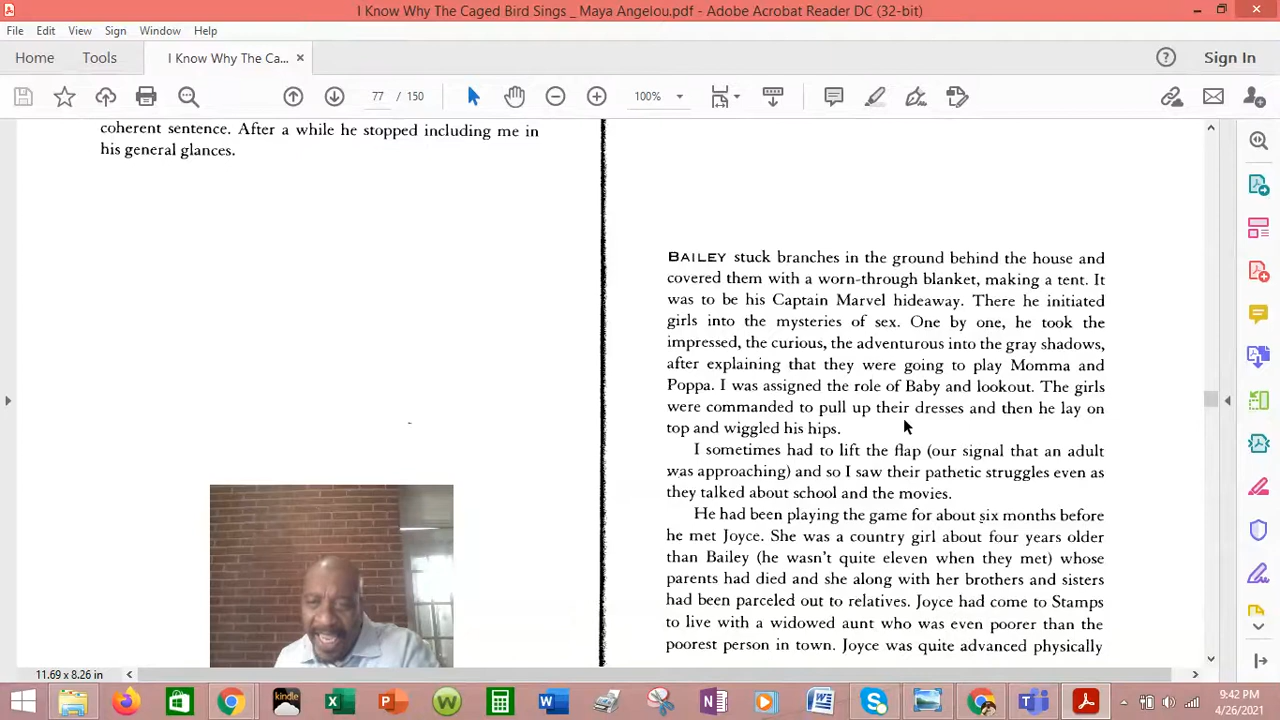 I Know Why The Caged Bird Sings _ Maya Angelou.pdf - Adobe Acrobat Reader DC (32-bit)
File Edit View Sign Window Help
Home Tools I Know Why The Ca... × Sign In
77 / 150 100%
coherent sentence. After a while he stopped including me in
his general glances.
BAILEY stuck branches in the ground behind the house and
covered them with a worn-through blanket, making a tent. It
was to be his Captain Marvel hideaway. There he initiated
girls into the mysteries of sex. One by one, he took the
impressed, the curious, the adventurous into the gray shadows,
after explaining that they were going to play Momma and
Poppa. I was assigned the role of Baby and lookout. The girls
were commanded to pull up their dresses and then he lay on
top and wiggled his hips.
I sometimes had to lift the flap (our signal that an adult
was approaching) and so I saw their pathetic struggles even as
they talked about school and the movies.
He had been playing the game for about six months before
he met Joyce. She was a country girl about four years older
than Bailey (he wasn't quite eleven when they met) whose
parents had died and she along with her brothers and sisters
had been parceled out to relatives. Joyce had come to Stamps
to live with a widowed aunt who was even poorer than the
poorest person in town. Joyce was quite advanced physically
11.69 x 8.26 in
kindle
9:42 PM
4/26/2021